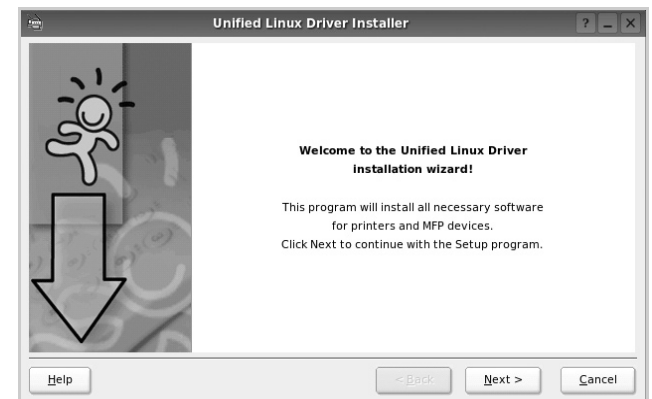 Unified Linux Driver Installer
Welcome to the Unified Linux Driver
installation wizard!
This program will install all necessary software
for printers and MFP devices.
Click Next to continue with the Setup program.
Help
< Back
Next >
Cancel